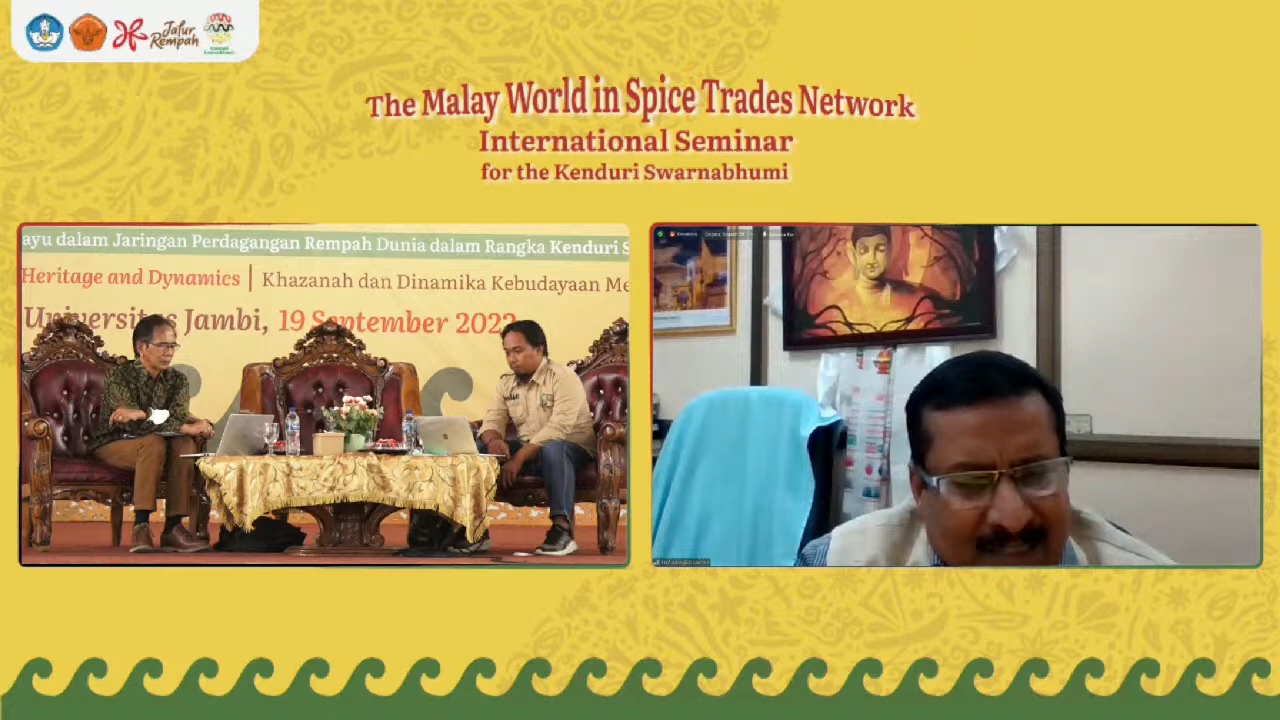 Jalur
Rempah
The Malay World in Spice Trades Network
International Seminar
for the Kenduri Swarnabhumi
ayu dalam Jaringan Perdagangan Rempah Dunia dalam Rangka Kenduri S
Heritage and Dynamics | Khazanah dan Dinamika Kebudayaan Me
Universitas Jambi, 19 September 2022